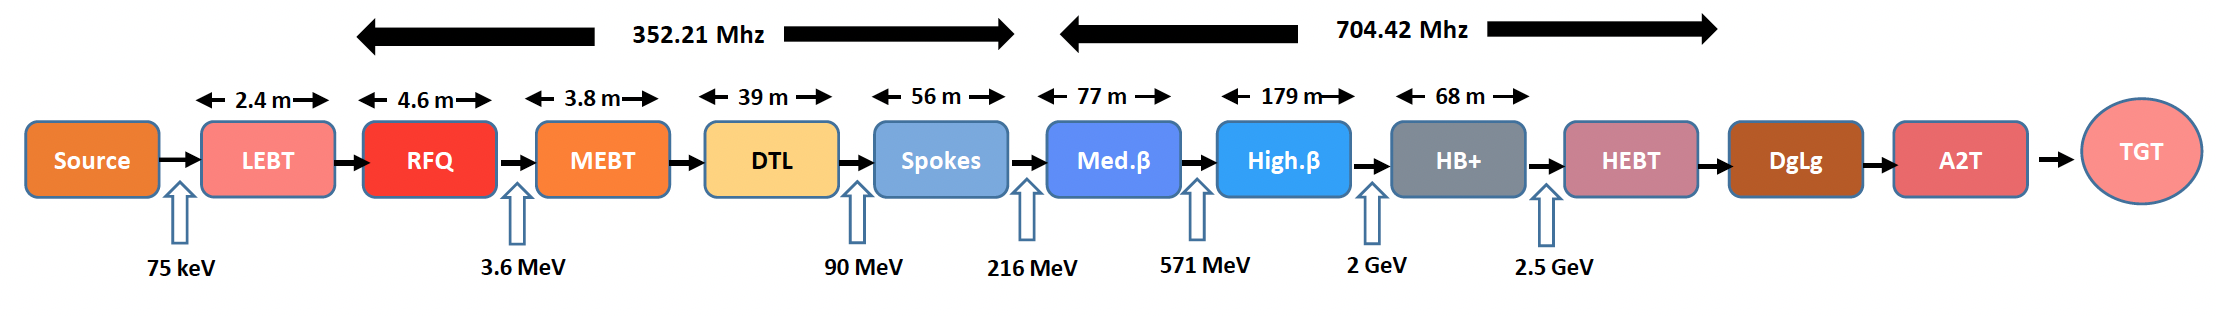 352.21 Mhz
704.42 Mhz
2.4 m
4.6 m
3.8 m
39 m
56 m
77 m
179 m
68 m
Source
LEBT
RFQ
MEBT
DTL
Spokes
Med.β
High.β
HB+
HEBT
DgLg
A2T
TGT
75 keV
3.6 MeV
90 MeV
216 MeV
571 MeV
2 GeV
2.5 GeV